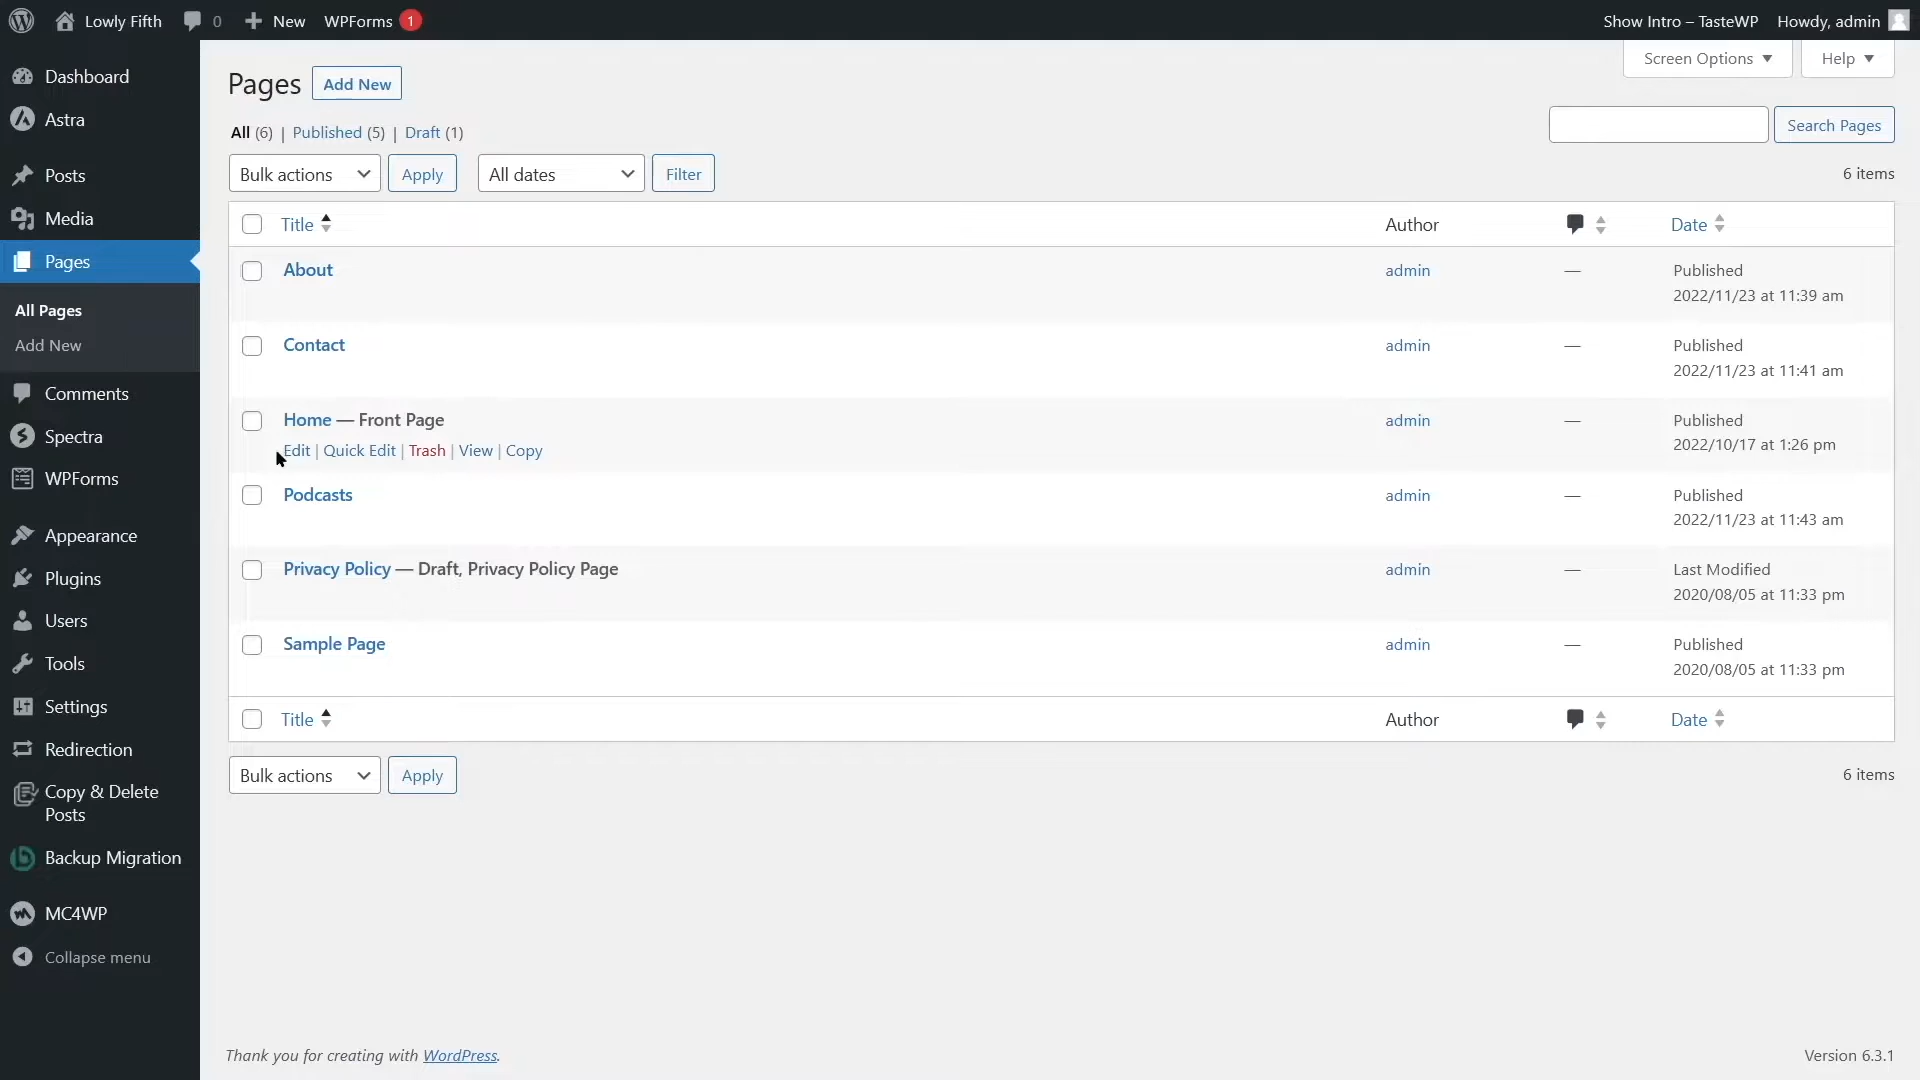 Lowly Fifth 0 New WPForms 1 Show Intro – TasteWP Howdy, admin
Dashboard
Astra
Posts
Media
Pages
All Pages
Add New
Comments
Spectra
WPForms
Appearance
Plugins
Users
Tools
Settings
Redirection
Copy & Delete
Posts
Backup Migration
MC4WP
Collapse menu
Screen Options Help
Pages Add New
All (6) | Published (5) | Draft (1)
Search Pages
Bulk actions Apply All dates Filter 6 items
Title Author Date
About admin — Published
2022/11/23 at 11:39 am
Contact admin — Published
2022/11/23 at 11:41 am
Home — Front Page admin — Published
2022/10/17 at 1:26 pm
Edit | Quick Edit | Trash | View | Copy
Podcasts admin — Published
2022/11/23 at 11:43 am
Privacy Policy — Draft, Privacy Policy Page admin — Last Modified
2020/08/05 at 11:33 pm
Sample Page admin — Published
2020/08/05 at 11:33 pm
Title Author Date
Bulk actions Apply 6 items
Thank you for creating with WordPress. Version 6.3.1